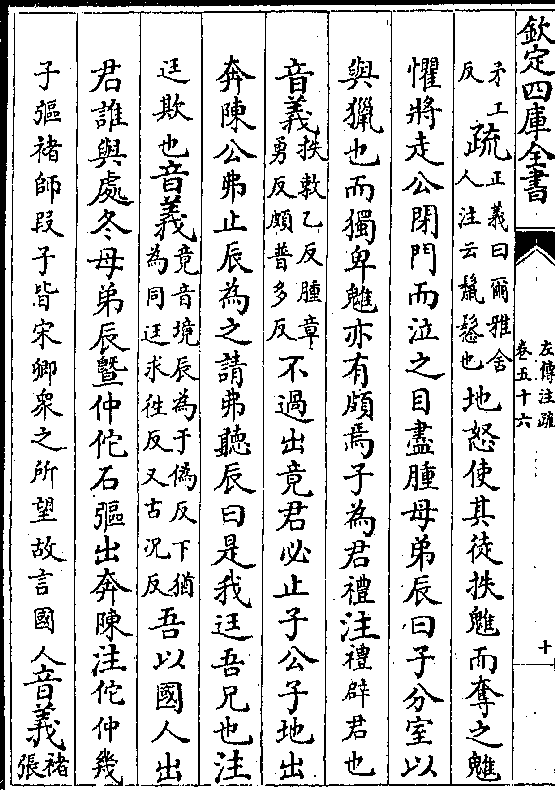 欽定四庫全書
左傳注疏
卷五十六
十
矛工反疏正義曰爾雅舍人注云鬣鬉也地怒使其徒抶魋而奪之魋
懼將走公閉門而泣之目盡腫母弟辰曰子分室以
與獵也而獨卑魋亦有頗焉子為君禮注禮辟君也
音義抶敕乙反腫章勇反頗普多反不過出竟君必止子公子地出
奔陳公弗止辰為之請弗聽辰曰是我迋吾兄也注
迋欺也音義竟音境辰為于偽反下猶為同迋求徃反又古況反吾以國人出
君誰與處冬母弟辰暨仲佗石彄出奔陳注佗仲幾
子彄褚師段子皆宋卿衆之所望故言國人音義褚張